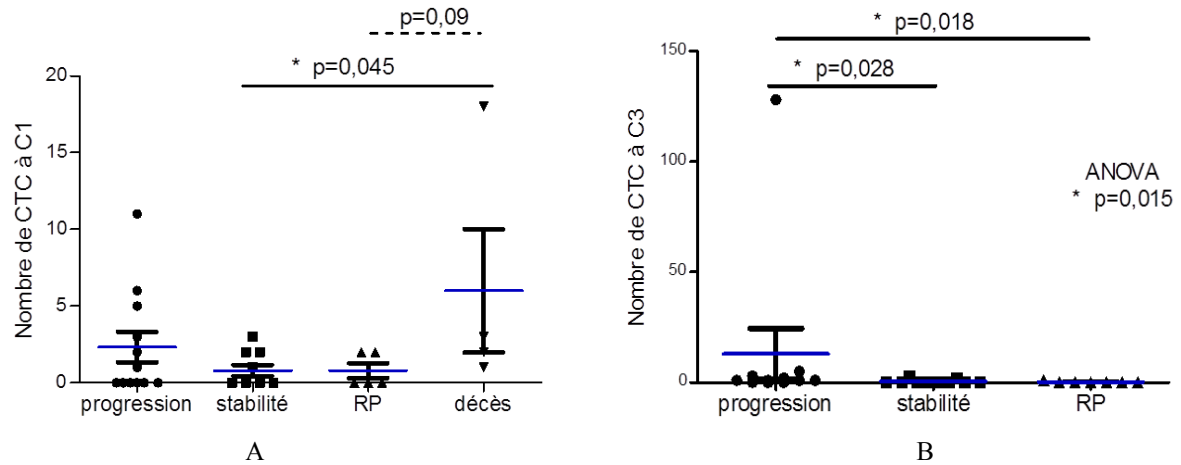 p=0,09
* p=0,045
20
15
10
5
0
Nombre de CTC à C1
progression stabilité RP décès
A
* p=0,018
* p=0,028
150
100
50
0
Nombre de CTC à C3
ANOVA
* p=0,015
progression stabilité RP
B